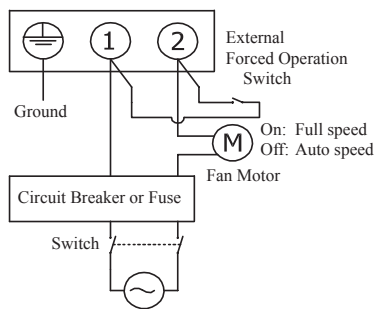 1
2
External
Forced Operation
Switch
Ground
M
On: Full speed
Off: Auto speed
Fan Motor
Circuit Breaker or Fuse
Switch